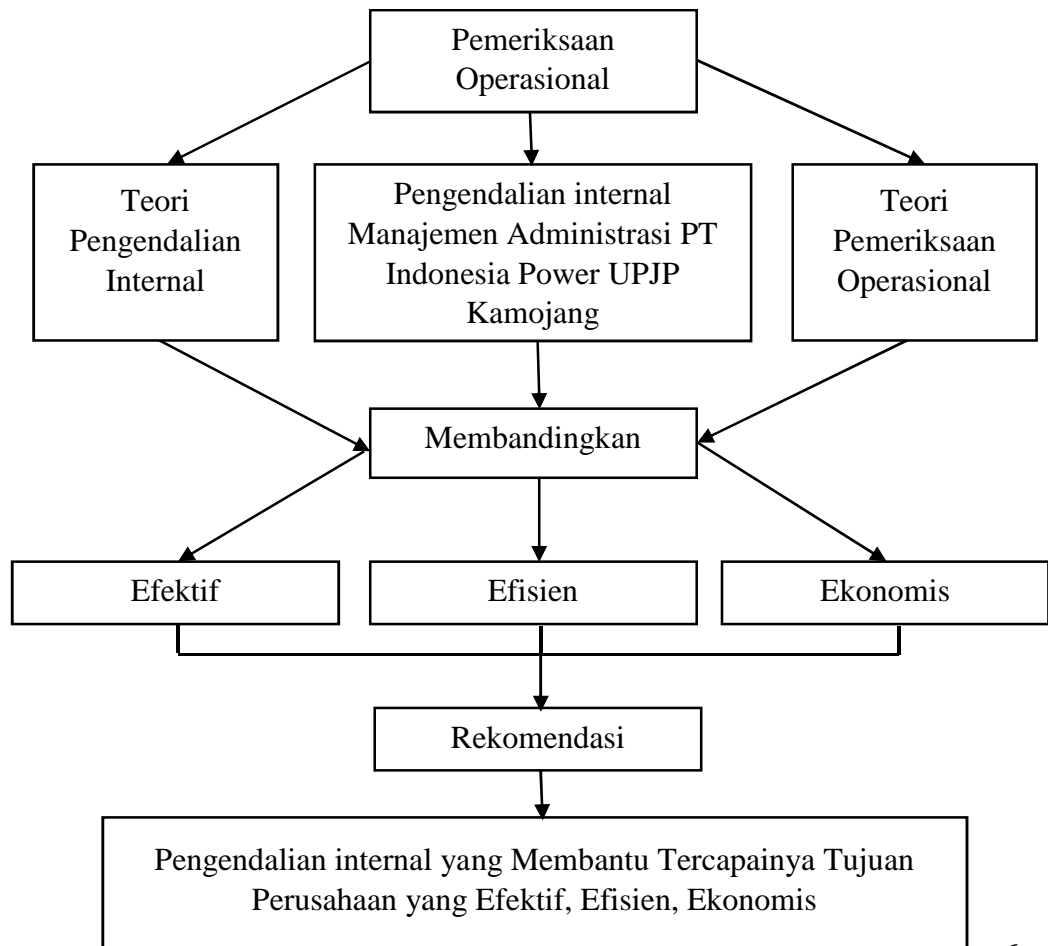 Pemeriksaan
Operasional
Teori
Pengendalian
Internal
Pengendalian internal
Manajemen Administrasi PT
Indonesia Power UPJP
Kamojang
Teori
Pemeriksaan
Operasional
Membandingkan
Efektif
Efisien
Ekonomis
Rekomendasi
Pengendalian internal yang Membantu Tercapainya Tujuan
Perusahaan yang Efektif, Efisien, Ekonomis